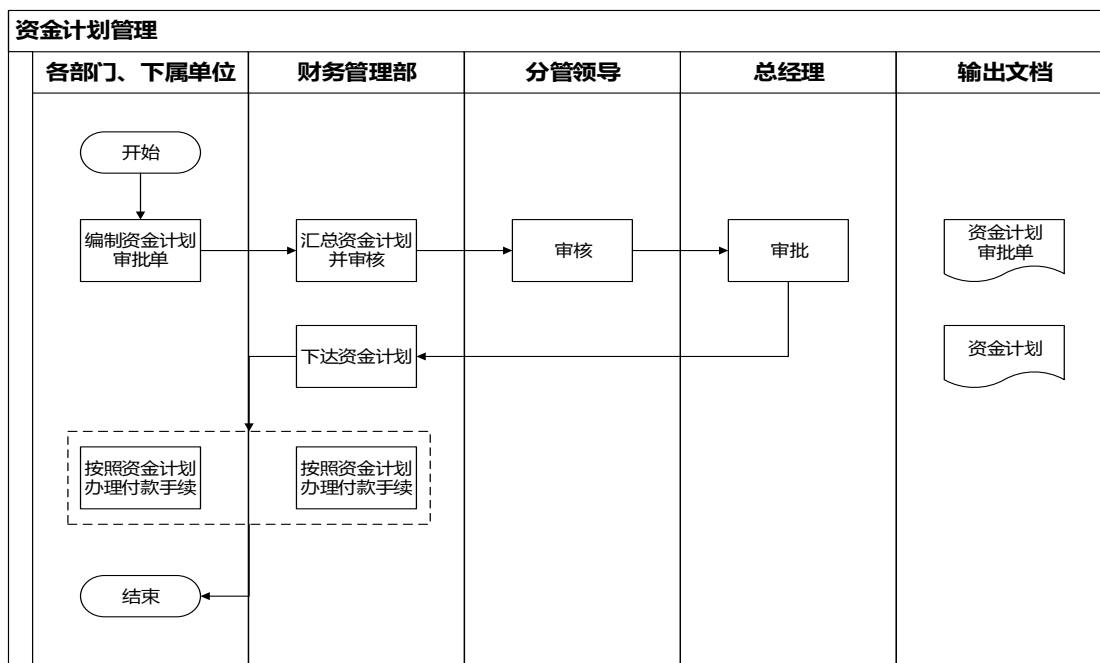 资金计划管理
各部门、下属单位
财务管理部
分管领导
总经理
输出文档
开始
编制资金计划
审批单
汇总资金计划
并审核
审核
审批
资金计划
审批单
下达资金计划
资金计划
按照资金计划
办理付款手续
按照资金计划
办理付款手续
结束